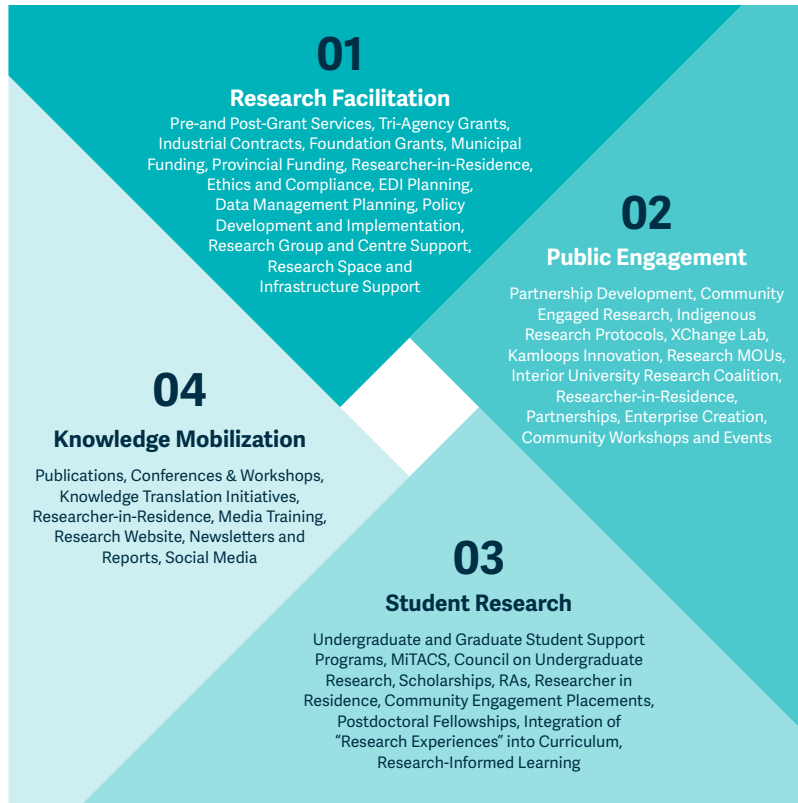 01
Research Facilitation
Pre-and Post-Grant Services, Tri-Agency Grants,
Industrial Contracts, Foundation Grants, Municipal
Funding, Provincial Funding, Researcher-in-Residence,
Ethics and Compliance, EDI Planning,
Data Management Planning, Policy
Development and Implementation,
Research Group and Centre Support,
Research Space and
Infrastructure Support
02
Public Engagement
Partnership Development, Community
Engaged Research, Indigenous
Research Protocols, XChange Lab,
Kamloops Innovation, Research MOUs,
Interior University Research Coalition,
Researcher-in-Residence,
Partnerships, Enterprise Creation,
Community Workshops and Events
03
Student Research
Undergraduate and Graduate Student Support
Programs, MiTACS, Council on Undergraduate
Research, Scholarships, RAs, Researcher in
Residence, Community Engagement Placements,
Postdoctoral Fellowships, Integration of
“Research Experiences” into Curriculum,
Research-Informed Learning
04
Knowledge Mobilization
Publications, Conferences & Workshops,
Knowledge Translation Initiatives,
Researcher-in-Residence, Media Training,
Research Website, Newsletters and
Reports, Social Media